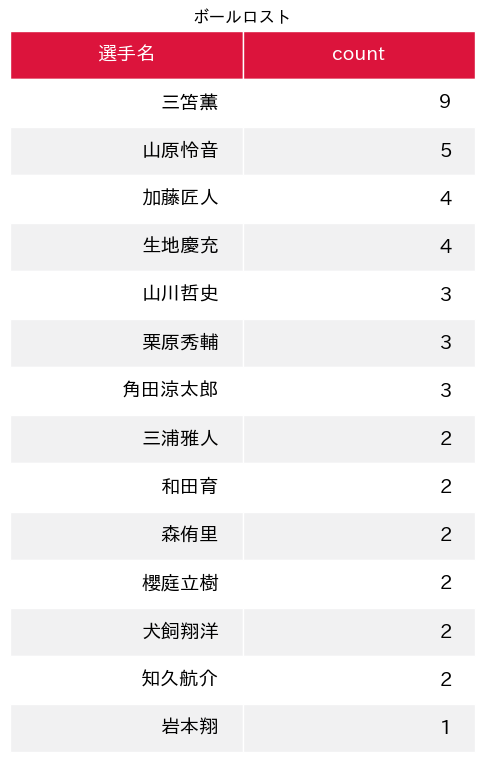 ボールロスト
選手名 count
三笘薫 9
山原怜音 5
加藤匠人 4
生地慶充 4
山川哲史 3
栗原秀輔 3
角田涼太郎 3
三浦雅人 2
和田育 2
森侑里 2
櫻庭立樹 2
犬飼翔洋 2
知久航介 2
岩本翔 1